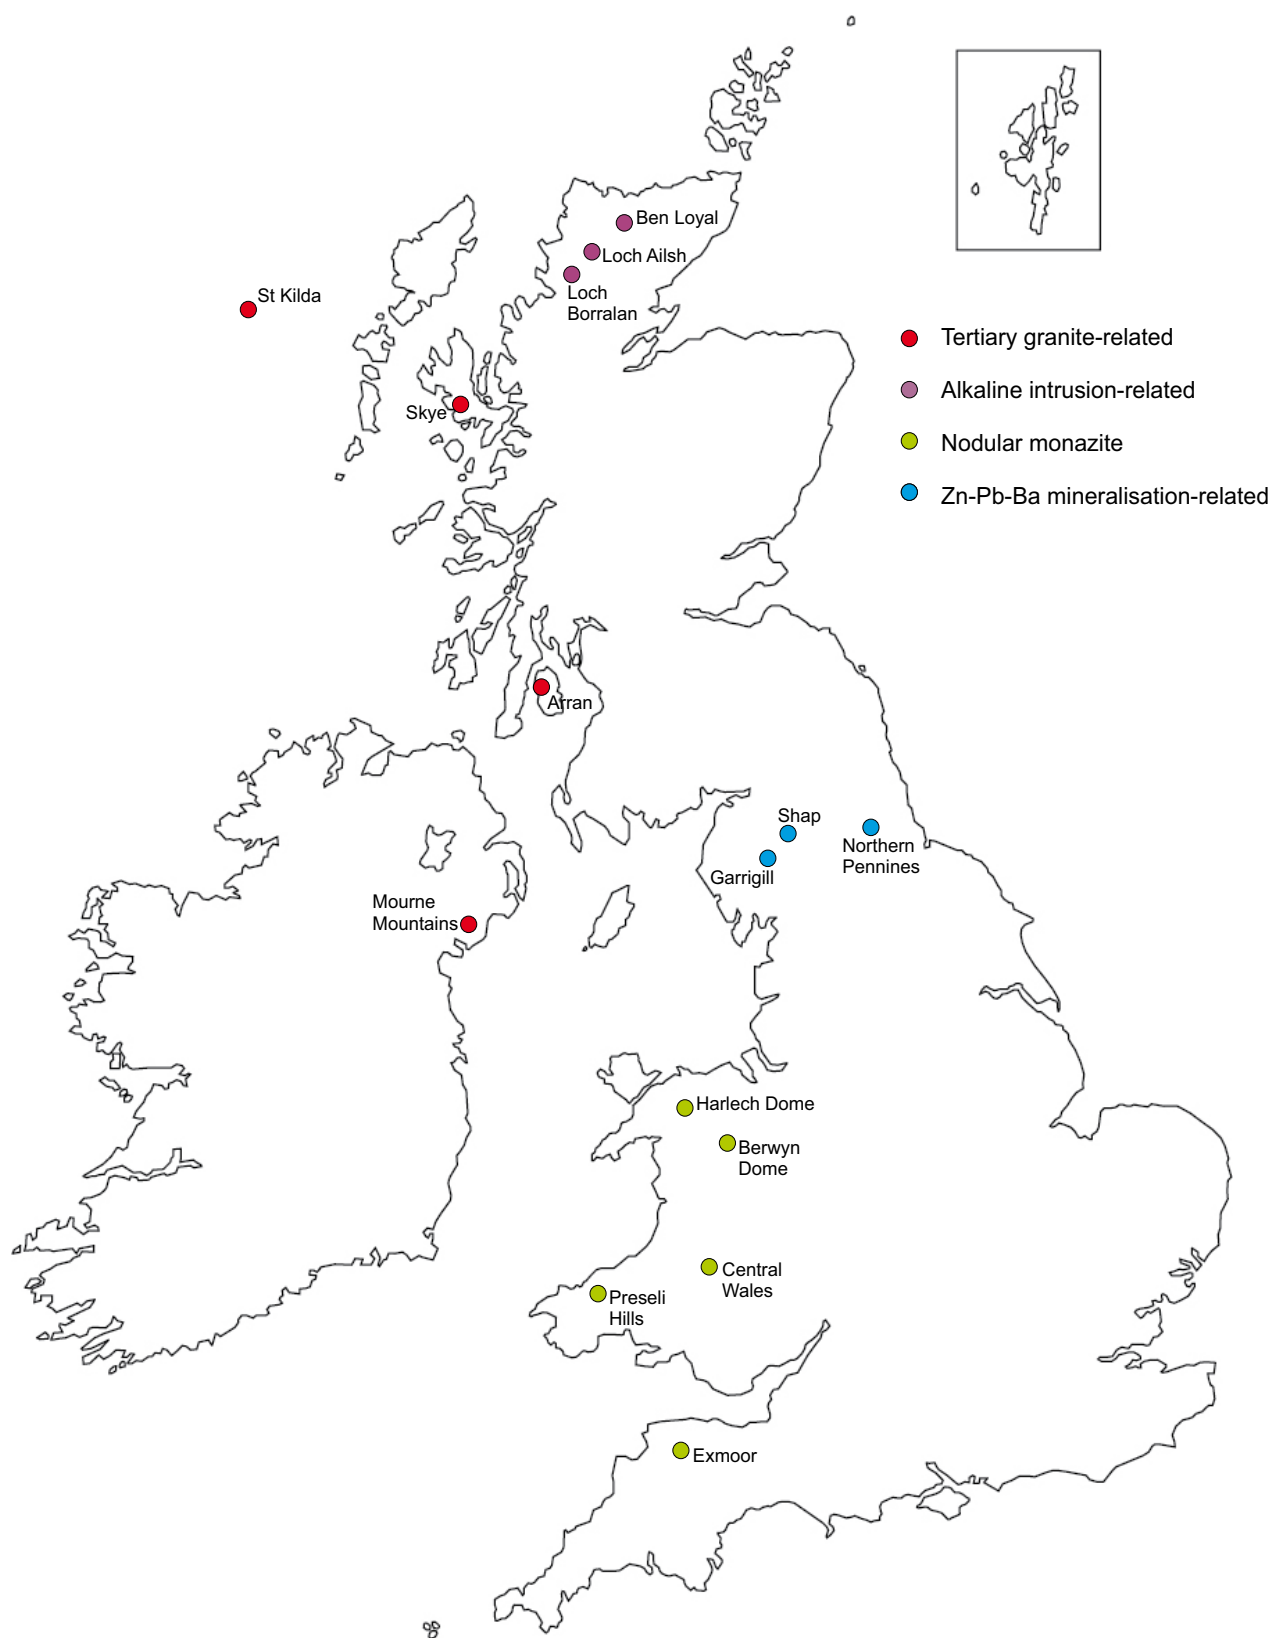 Ben Loyal
Loch Ailsh
Loch
Borralan
St Kilda
Skye
Arran
Tertiary granite-related
Alkaline intrusion-related
Nodular monazite
Zn-Pb-Ba mineralisation-related
Shap
Northern
Pennines
Garrigill
Mourne
Mountains
Harlech Dome
Berwyn
Dome
Central
Wales
Preseli
Hills
Exmoor